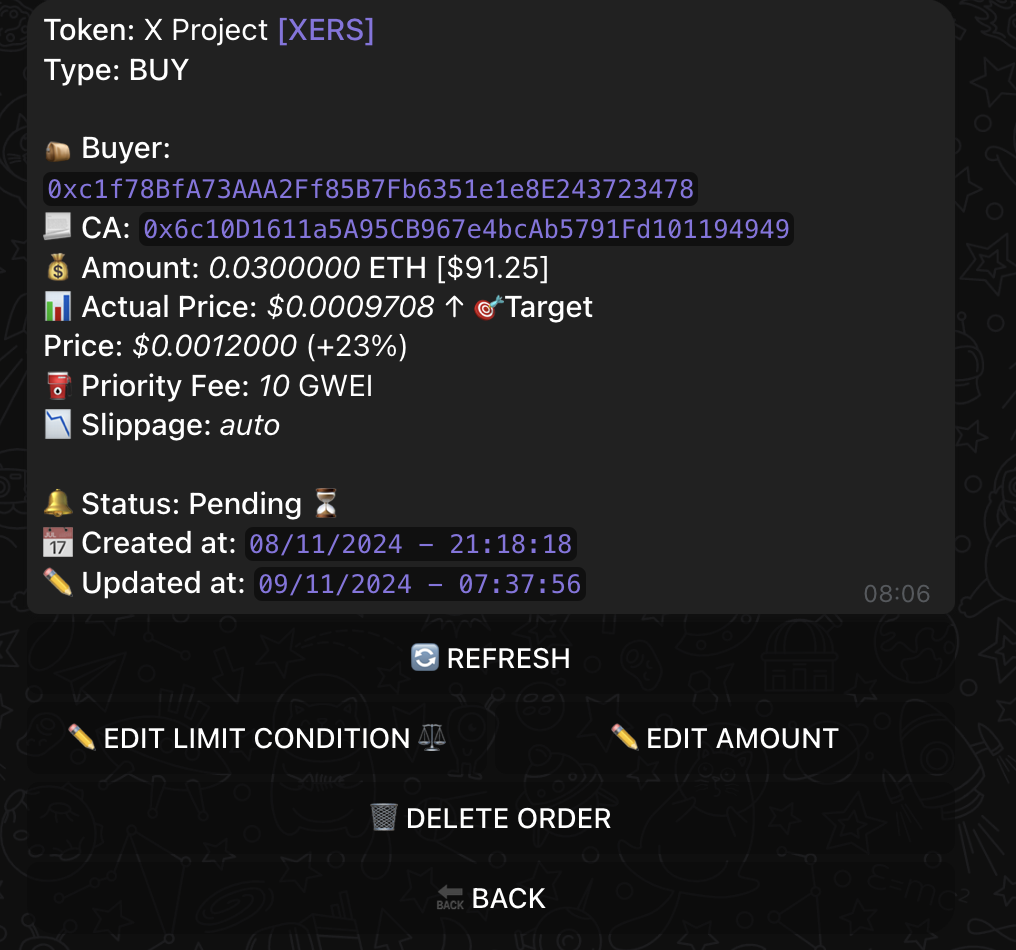 Token: X Project [XERS]
Type: BUY
Buyer:
0xc1f78BfA73AAA2Ff85B7Fb6351e1e8E243723478
CA: 0x6c10D1611a5A95CB967e4bcAb5791Fd101194949
💰 Amount: 0.0300000 ETH [$91.25]
📊 Actual Price: $0.0009708 ↑ 🎯Target
Price: $0.0012000 (+23%)
Priority Fee: 10 GWEI
📉 Slippage: auto
🔔 Status: Pending ⏳
📅 Created at: 08/11/2024 – 21:18:18
✏️ Updated at: 09/11/2024 – 07:37:56
08:06
🔄 REFRESH
✏️ EDIT LIMIT CONDITION ⚖️
✏️ EDIT AMOUNT
🗑 DELETE ORDER
🔙 BACK